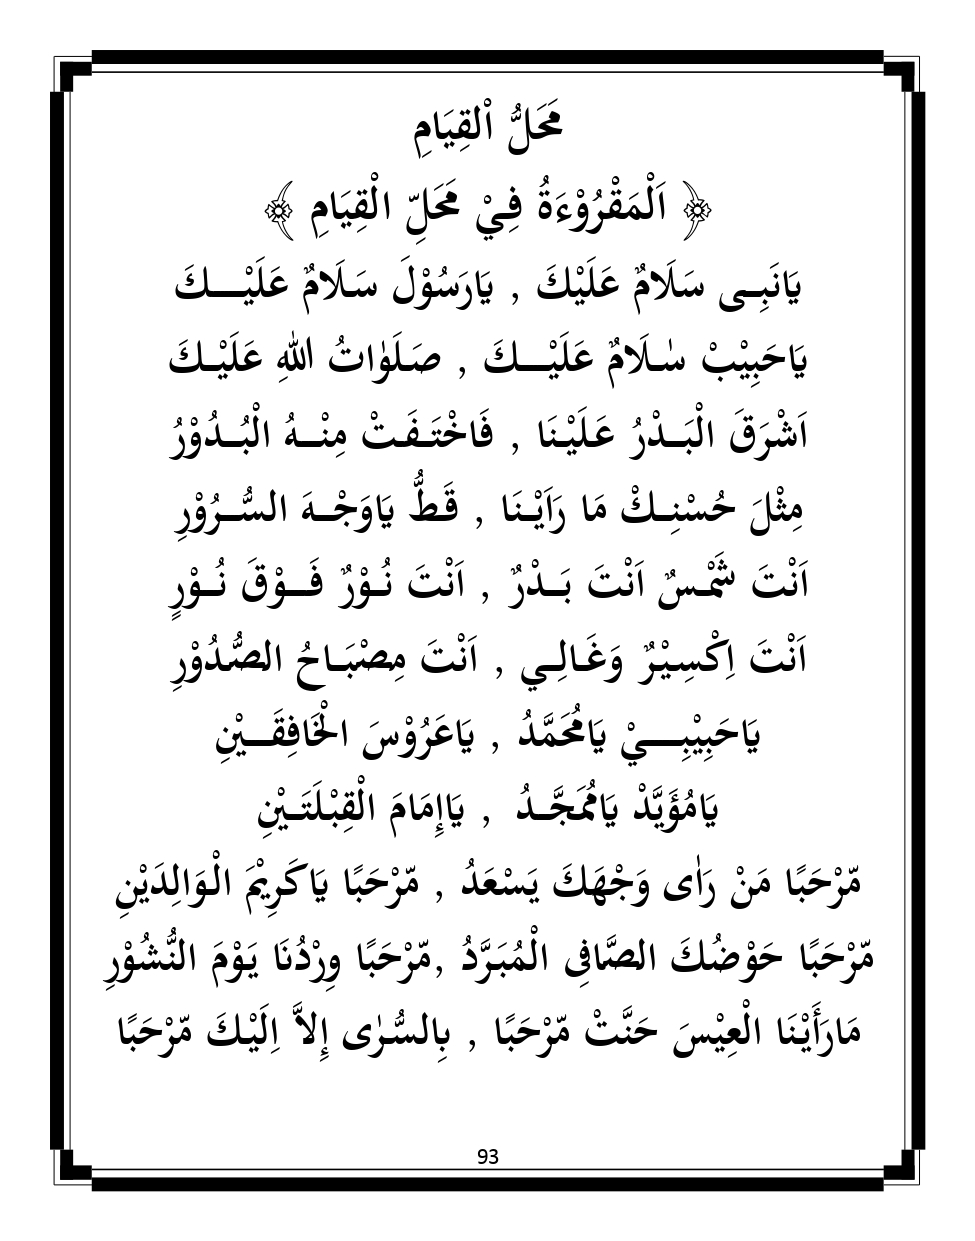 مَحَلُّ اْلقِيَامِ
﴿ اَلْمَقْرُوْءَةُ فِيْ مَحَلِّ الْقِيَامِ ﴾
يَانَبِى سَلَامٌ عَلَيْكَ , يَارَسُوْلَ سَلَامٌ عَلَيْكَ
يَاحَبِيْبْ سٰلَامٌ عَلَيْكَ , صَلَوٰاتُ اللهِ عَلَيْكَ
اَشْرَقَ الْبَدْرُ عَلَيْنَا , فَاخْتَفَتْ مِنْهُ الْبُدُوْرُ
مِثْلَ حُسْنِكْ مَا رَاَيْنَا , قَطُّ يَاوَجْهَ السُّرُوْرِ
اَنْتَ شَمْسٌ اَنْتَ بَدْرٌ , اَنْتَ نُوْرٌ فَوْقَ نُوْرٍ
اَنْتَ اِكْسِيْرٌ وَغَالِي , اَنْتَ مِصْبَاحُ الصُّدُوْرِ
يَاحَبِيْبِيْ يَامُحَمَّدُ , يَاعَرُوْسَ الْخَافِقَيْنِ
يَامُؤَيَّدْ يَامُمَجَّدُ , يَاإِمَامَ الْقِبْلَتَيْنِ
مّرْحَبًا مَنْ رَاٰى وَجْهَكَ يَسْعَدُ , مّرْحَبًا يَاكَرِيْمَ الْوَالِدَيْنِ
مّرْحَبًا حَوْضُكَ الصَّافِى الْمُبَرَّدُ ,مّرْحَبًا وِرْدُنَا يَوْمَ النُّشُوْرِ
مَارَأَيْنَا الْعِيْسَ حَنَّتْ مّرْحَبًا , بِالسُّرٰى إِلاَّ اِلَيْكَ مّرْحَبًا
93